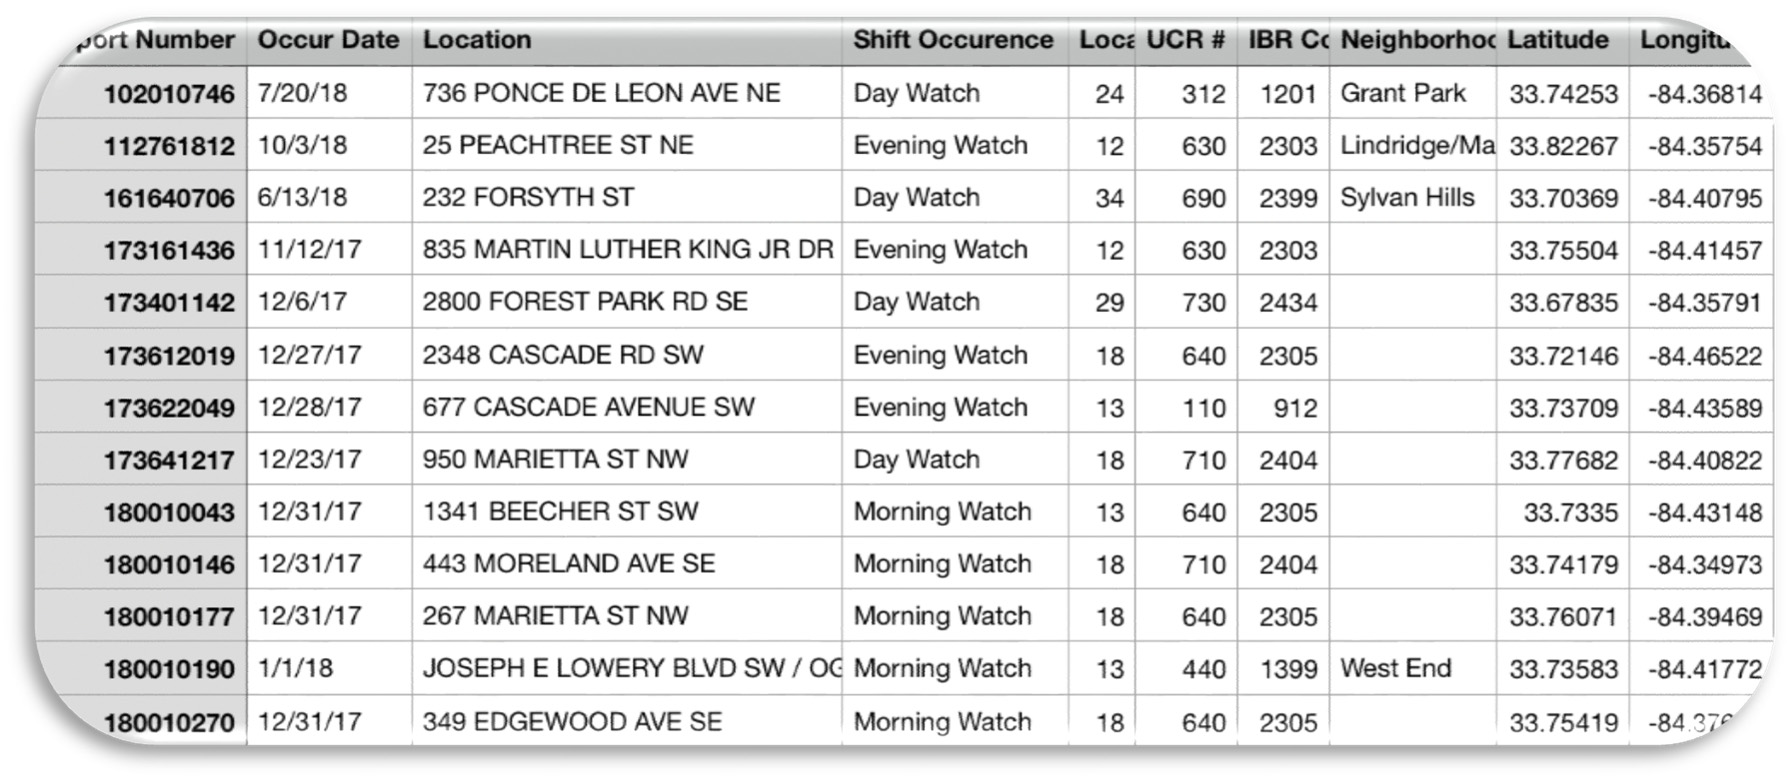 port Number Occur Date Location Shift Occurence Loca UCR # IBR Co Neighborhoo Latitude Longitu
102010746 7/20/18 736 PONCE DE LEON AVE NE Day Watch 24 312 1201 Grant Park 33.74253 -84.36814
112761812 10/3/18 25 PEACHTREE ST NE Evening Watch 12 630 2303 Lindridge/Ma 33.82267 -84.35754
161640706 6/13/18 232 FORSYTH ST Day Watch 34 690 2399 Sylvan Hills 33.70369 -84.40795
173161436 11/12/17 835 MARTIN LUTHER KING JR DR Evening Watch 12 630 2303 33.75504 -84.41457
173401142 12/6/17 2800 FOREST PARK RD SE Day Watch 29 730 2434 33.67835 -84.35791
173612019 12/27/17 2348 CASCADE RD SW Evening Watch 18 640 2305 33.72146 -84.46522
173622049 12/28/17 677 CASCADE AVENUE SW Evening Watch 13 110 912 33.73709 -84.43589
173641217 12/23/17 950 MARIETTA ST NW Day Watch 18 710 2404 33.77682 -84.40822
180010043 12/31/17 1341 BEECHER ST SW Morning Watch 13 640 2305 33.7335 -84.43148
180010146 12/31/17 443 MORELAND AVE SE Morning Watch 18 710 2404 33.74179 -84.34973
180010177 12/31/17 267 MARIETTA ST NW Morning Watch 18 640 2305 33.76071 -84.39469
180010190 1/1/18 JOSEPH E LOWERY BLVD SW / OG Morning Watch 13 440 1399 West End 33.73583 -84.41772
180010270 12/31/17 349 EDGEWOOD AVE SE Morning Watch 18 640 2305 33.75419